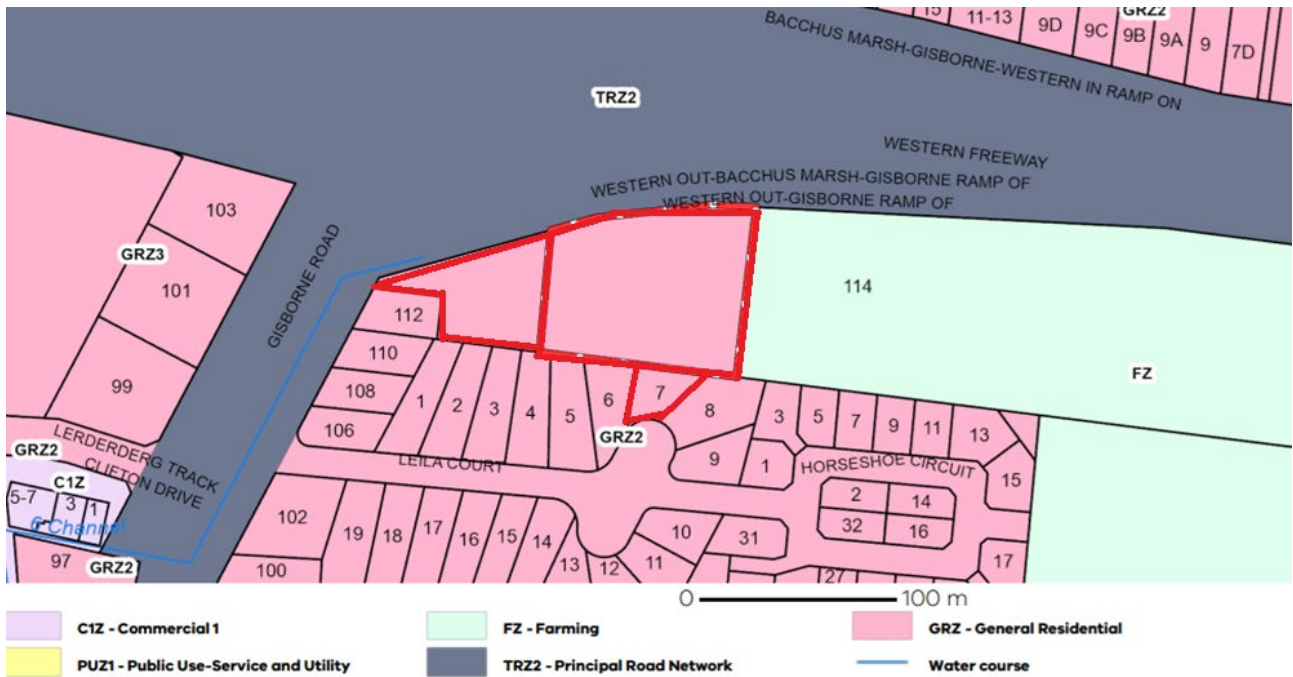 15
11-13
9D
9C
GRZ2
9B
9A
9
7D
BACCHUS MARSH-GISBORNE-WESTERN IN RAMP ON
TRZ2
WESTERN FREEWAY
WESTERN OUT-BACCHUS MARSH-GISBORNE RAMP OF
WESTERN OUT-GISBORNE RAMP OF
103
GRZ3
101
99
GISBORNE ROAD
114
FZ
112
110
108
106
1
2
3
4
5
6
7
8
9
GRZ2
3
5
7
9
11
13
1
15
LEILA COURT
HORSESHOE CIRCUIT
GRZ2
LERDERDERG TRACK
CLIFTON DRIVE
C1Z
5-7
3
1
6 Channel
97
GRZ2
102
100
19
18
17
16
15
14
13
12
11
10
31
2
14
32
16
17
27
0
100 m
C1Z - Commercial 1
FZ - Farming
GRZ - General Residential
PUZ1 - Public Use-Service and Utility
TRZ2 - Principal Road Network
Water course